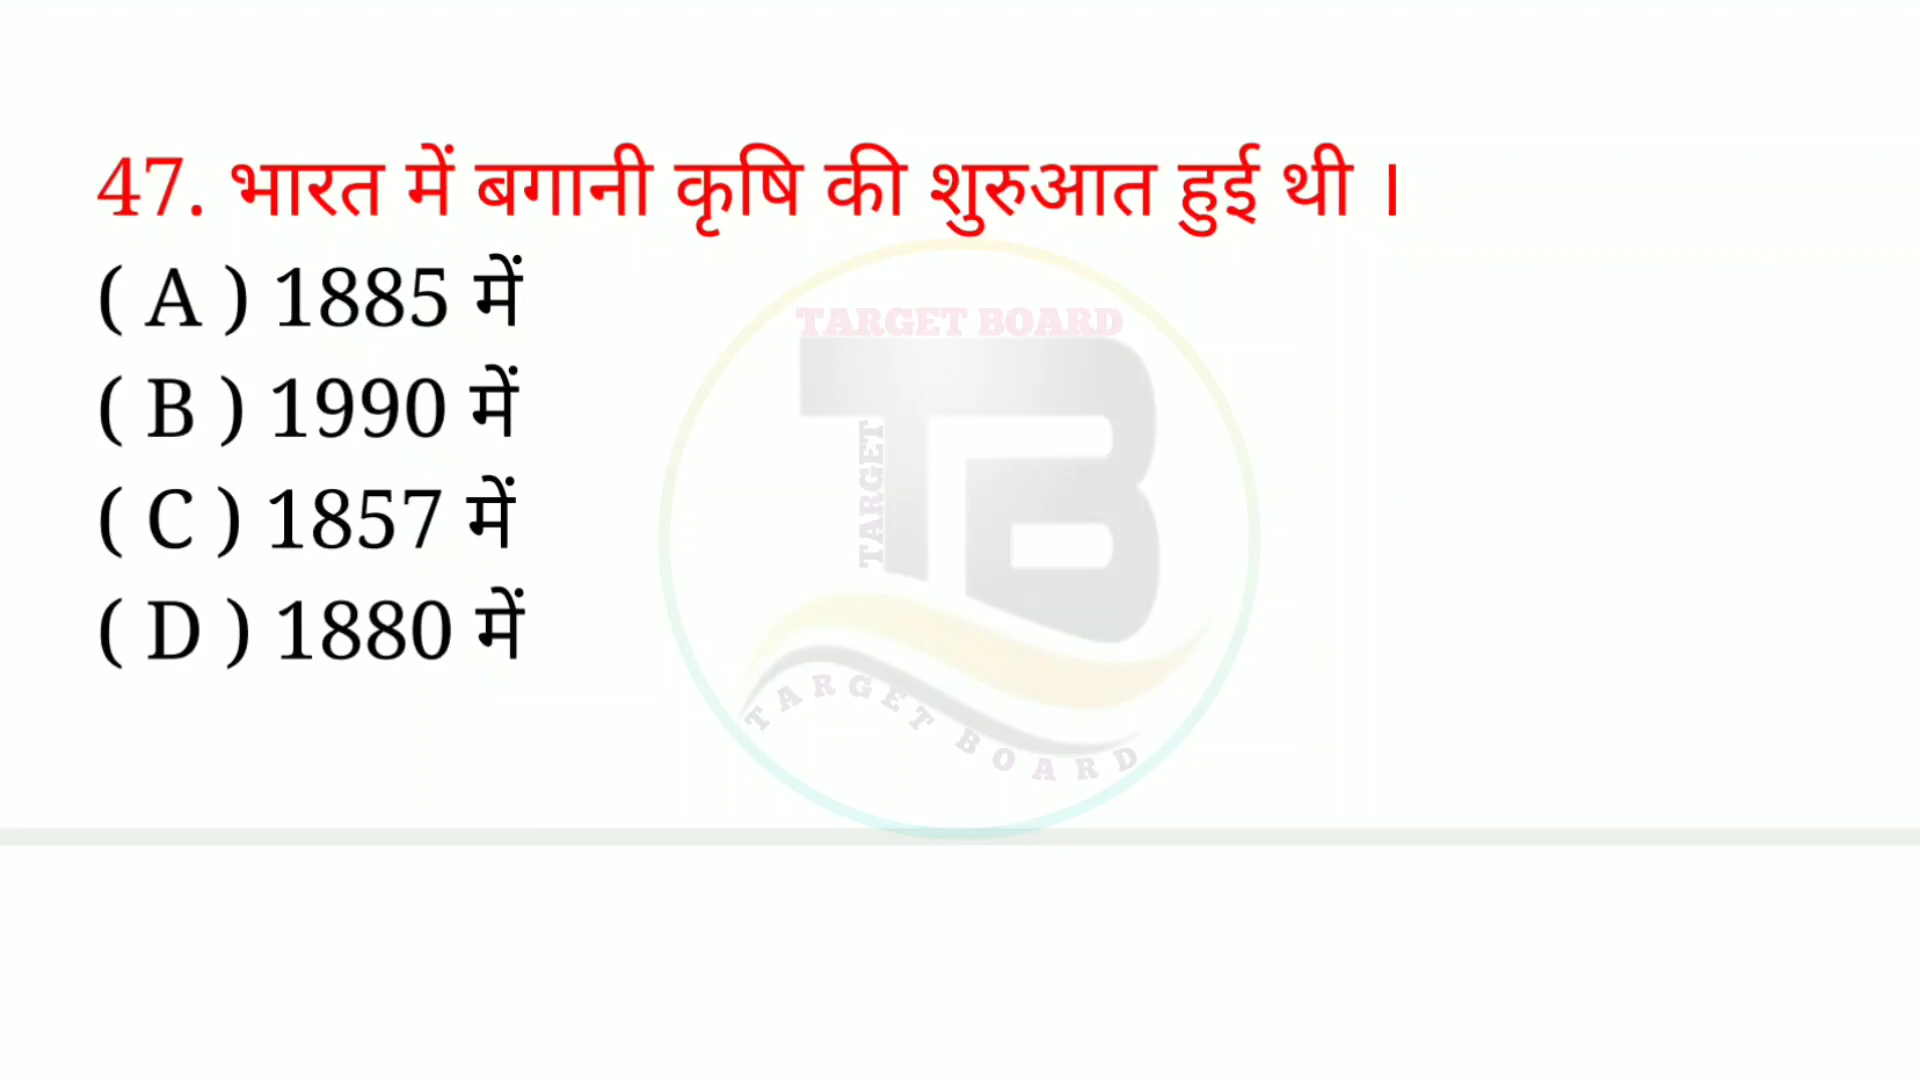 47. भारत में बगानी कृषि की शुरुआत हुई थी ।
( A ) 1885 में
( B ) 1990 में
( C ) 1857 में
( D ) 1880 में
TARGET BOARD
TB
TARGET
TARGET BOARD